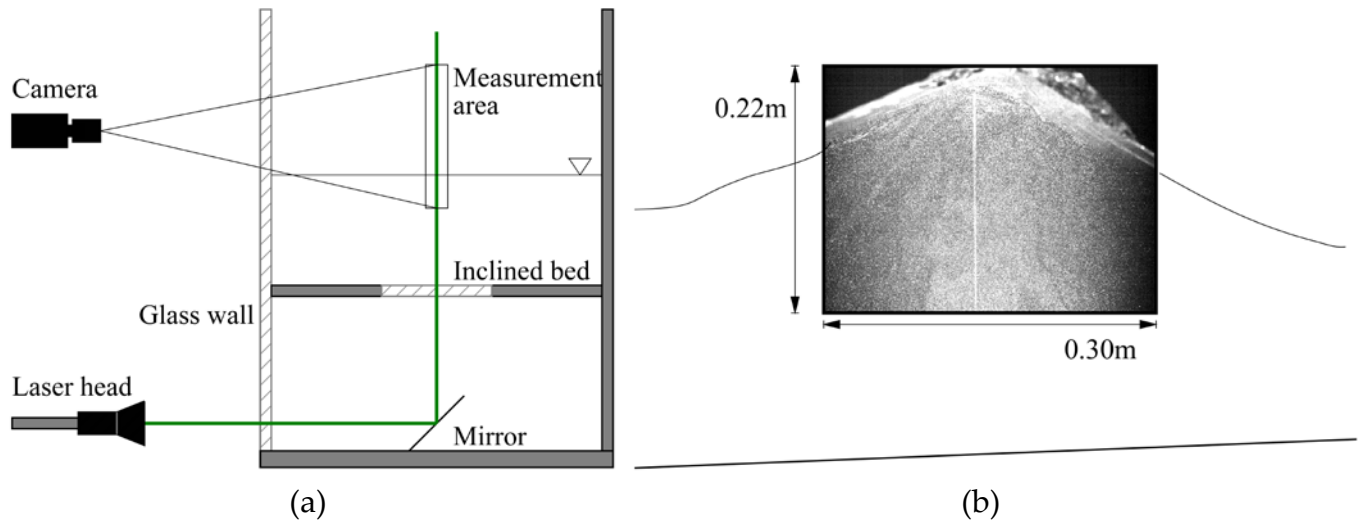 Camera
Measurement
area
Inclined bed
Glass wall
Laser head
Mirror
(a)
0.22m
0.30m
(b)